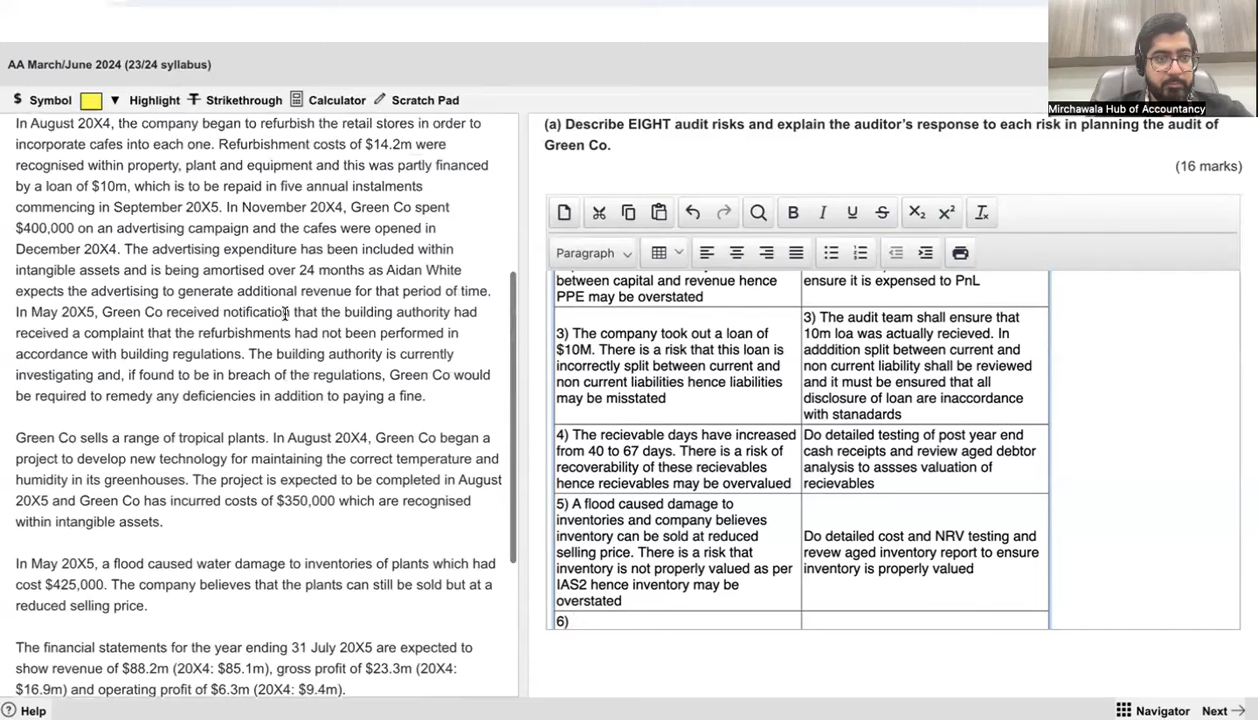 AA March/June 2024 (23/24 syllabus)
Mirchawala Hub of Accountancy
$ Symbol ▼ Highlight T Strikethrough Calculator Scratch Pad
In August 20X4, the company began to refurbish the retail stores in order to
incorporate cafes into each one. Refurbishment costs of $14.2m were
recognised within property, plant and equipment and this was partly financed
by a loan of $10m, which is to be repaid in five annual instalments
commencing in September 20X5. In November 20X4, Green Co spent
$400,000 on an advertising campaign and the cafes were opened in
December 20X4. The advertising expenditure has been included within
intangible assets and is being amortised over 24 months as Aidan White
expects the advertising to generate additional revenue for that period of time.
In May 20X5, Green Co received notification that the building authority had
received a complaint that the refurbishments had not been performed in
accordance with building regulations. The building authority is currently
investigating and, if found to be in breach of the regulations, Green Co would
be required to remedy any deficiencies in addition to paying a fine.
Green Co sells a range of tropical plants. In August 20X4, Green Co began a
project to develop new technology for maintaining the correct temperature and
humidity in its greenhouses. The project is expected to be completed in August
20X5 and Green Co has incurred costs of $350,000 which are recognised
within intangible assets.
In May 20X5, a flood caused water damage to inventories of plants which had
cost $425,000. The company believes that the plants can still be sold but at a
reduced selling price.
The financial statements for the year ending 31 July 20X5 are expected to
show revenue of $88.2m (20X4: $85.1m), gross profit of $23.3m (20X4:
$16.9m) and operating profit of $6.3m (20X4: $9.4m).
(a) Describe EIGHT audit risks and explain the auditor's response to each risk in planning the audit of
Green Co.
(16 marks)
B I U S X₂ X² Tx
Paragraph
between capital and revenue hence
PPE may be overstated
ensure it is expensed to PnL
3) The company took out a loan of
$10M. There is a risk that this loan is
incorrectly split between current and
non current liabilities hence liabilities
may be misstated
3) The audit team shall ensure that
10m loa was actually recieved. In
adddition split between current and
non current liability shall be reviewed
and it must be ensured that all
disclosure of loan are inaccordance
with stanadards
4) The recievable days have increased
from 40 to 67 days. There is a risk of
recoverability of these recievables
hence recievables may be overvalued
Do detailed testing of post year end
cash receipts and review aged debtor
analysis to assses valuation of
recievables
5) A flood caused damage to
inventories and company believes
inventory can be sold at reduced
selling price. There is a risk that
inventory is not properly valued as per
IAS2 hence inventory may be
overstated
Do detailed cost and NRV testing and
revew aged inventory report to ensure
inventory is properly valued
6)
Help
Navigator
Next